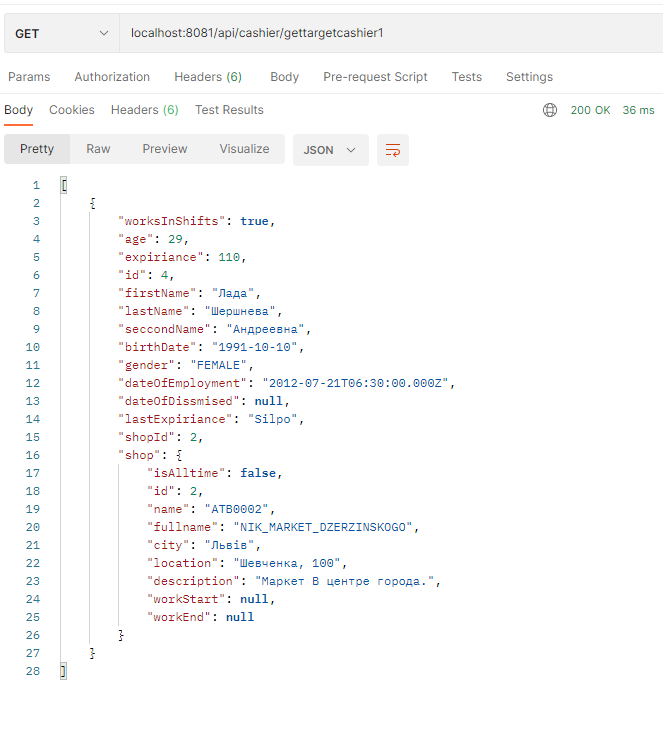 GET localhost:8081/api/cashier/gettargetcashier1
Params Authorization Headers (6) Body Pre-request Script Tests Settings
Body Cookies Headers (6) Test Results 200 OK 36 ms
Pretty Raw Preview Visualize JSON
1 [
2 {
3 "worksInShifts": true,
4 "age": 29,
5 "expiriance": 110,
6 "id": 4,
7 "firstName": "Лада",
8 "lastName": "Шершнева",
9 "seccondName": "Андреевна",
10 "birthDate": "1991-10-10",
11 "gender": "FEMALE",
12 "dateOfEmployment": "2012-07-21T06:30:00.000Z",
13 "dateOfDissmised": null,
14 "lastExpiriance": "Silpo",
15 "shopId": 2,
16 "shop": {
17 "isAlltime": false,
18 "id": 2,
19 "name": "ATB0002",
20 "fullname": "NIK_MARKET_DZERZINSKOGO",
21 "city": "Львів",
22 "location": "Шевченка, 100",
23 "description": "Маркет В центре города.",
24 "workStart": null,
25 "workEnd": null
26 }
27 }
28 ]